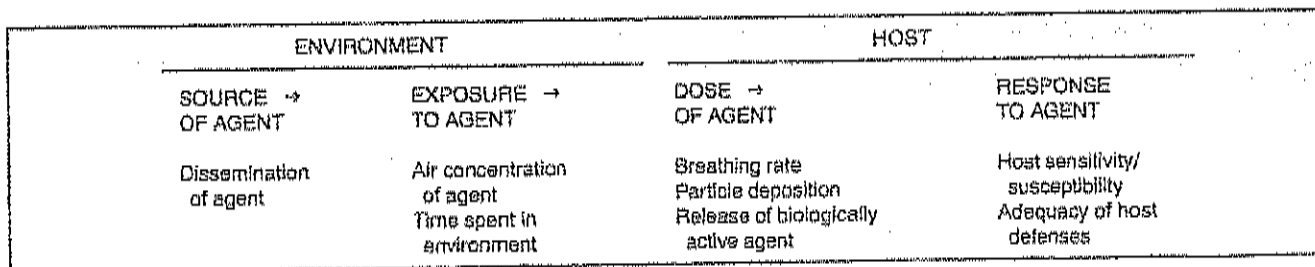 ENVIRONMENT
HOST
SOURCE →
OF AGENT
EXPOSURE →
TO AGENT
DOSE →
OF AGENT
RESPONSE
TO AGENT
Dissemination
of agent
Air concentration
of agent
Time spent in
environment
Breathing rate
Particle deposition
Release of biologically
active agent
Host sensitivity/
susceptibility
Adequacy of host
defenses